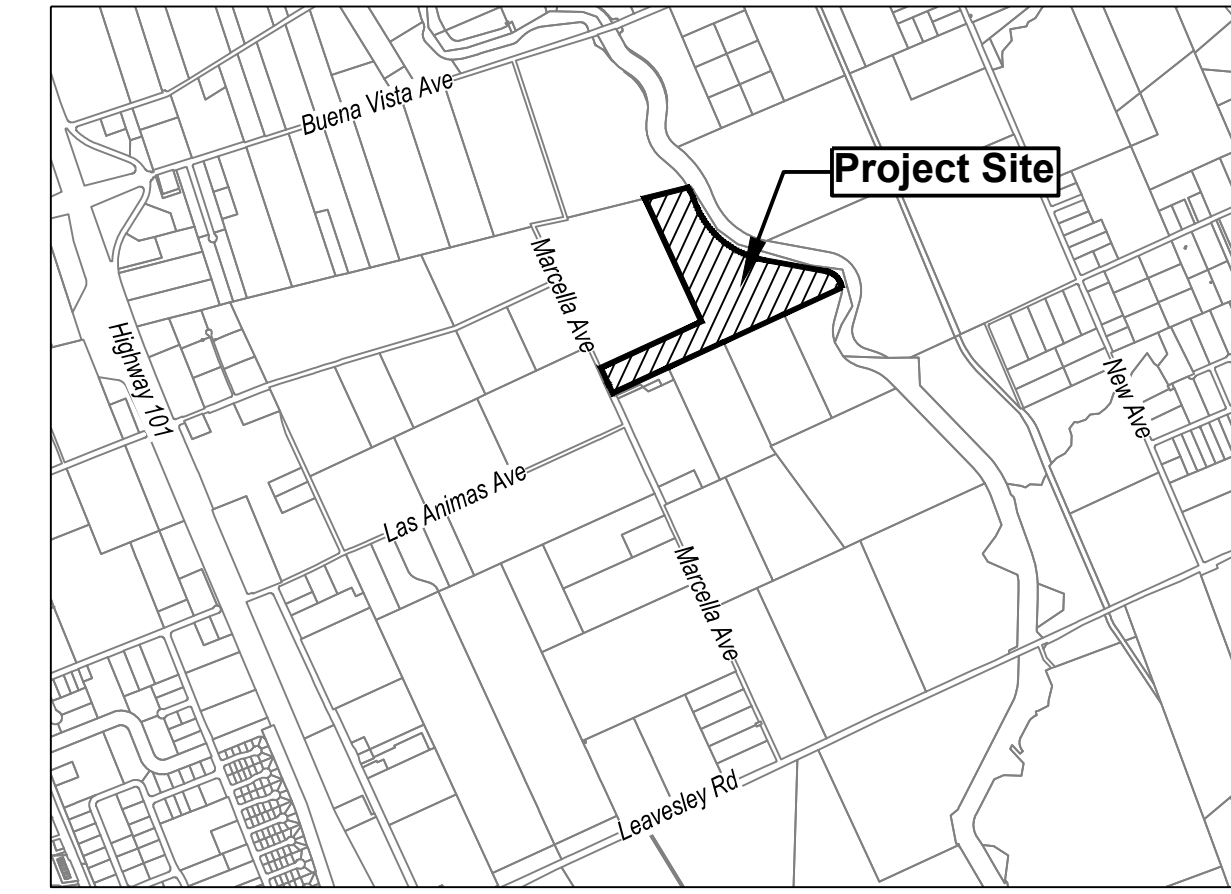 Buena Vista Ave
Project Site
Marcella Ave
Highway 101
New Ave
Las Animas Ave
Marcella Ave
Leavesley Rd